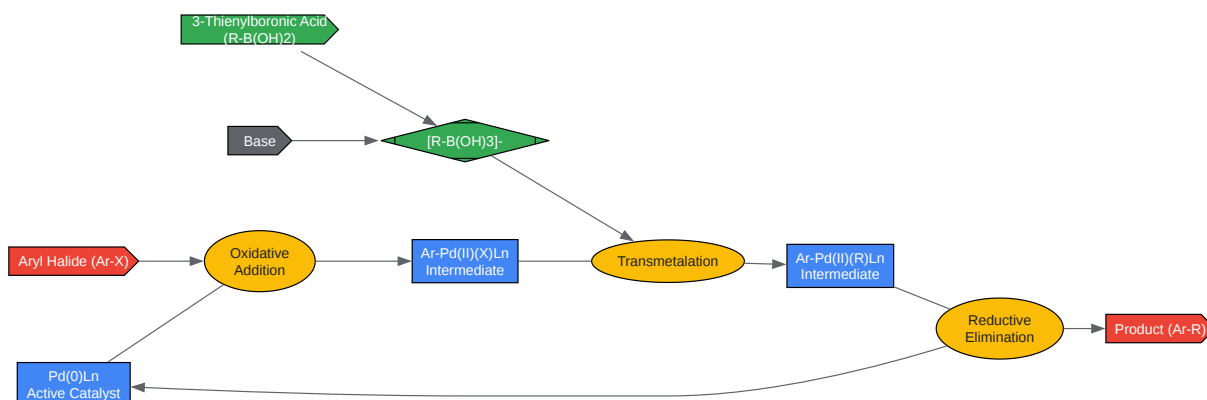 3-Thienylboronic Acid
(R-B(OH)2)
Base
[R-B(OH)3]-
Aryl Halide (Ar-X)
Oxidative
Addition
Ar-Pd(II)(X)Ln
Intermediate
Transmetalation
Ar-Pd(II)(R)Ln
Intermediate
Reductive
Elimination
Product (Ar-R)
Pd(0)Ln
Active Catalyst